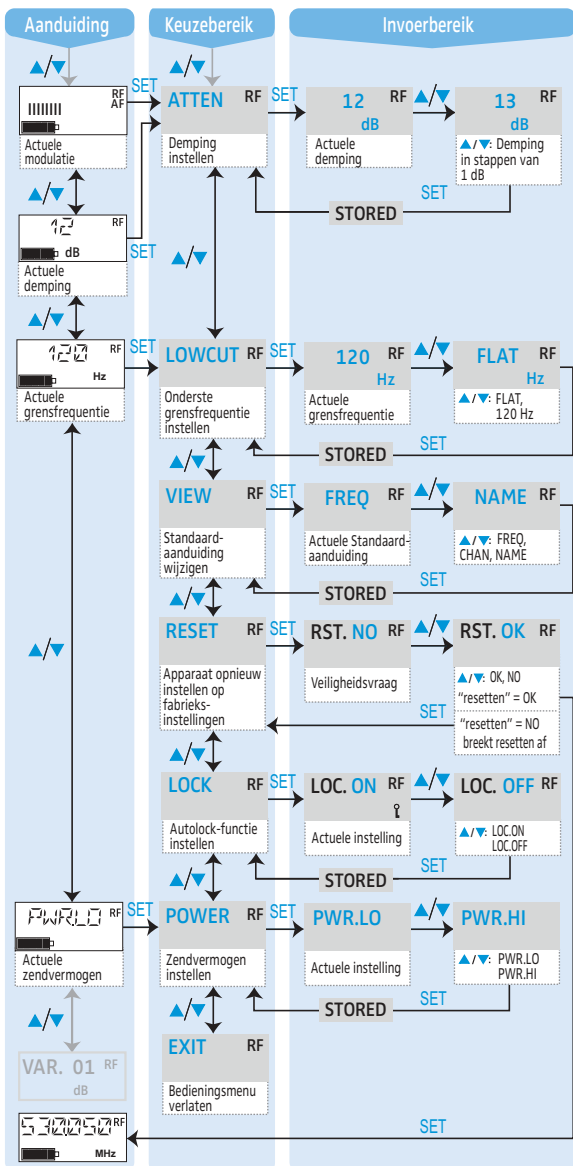 Aanduiding
Keuzebereik
Invoerbereik
▲/▼
▲/▼
RF
AF
Actuele
modulatie
SET
ATTEN RF
Demping
instellen
SET
12 RF
dB
Actuele
demping
▲/▼
13 RF
dB
▲/▼: Demping
in stappen van
1 dB
SET
STORED
▲/▼
12 RF
dB
Actuele
demping
SET
▲/▼
▲/▼
120 RF
Hz
Actuele
grensfrequentie
SET
LOWCUT RF
Onderste
grensfrequentie
instellen
SET
120 RF
Hz
Actuele
grensfrequentie
▲/▼
FLAT RF
Hz
▲/▼: FLAT,
120 Hz
SET
STORED
▲/▼
VIEW RF
Standaard-
aanduiding
wijzigen
SET
FREQ RF
Actuele Standaard-
aanduiding
▲/▼
NAME RF
▲/▼: FREQ,
CHAN, NAME
SET
STORED
▲/▼
▲/▼
RESET RF
Apparaat opnieuw
instellen op
fabrieks-
instellingen
SET
RST. NO RF
Veiligheidsvraag
▲/▼
RST. OK RF
▲/▼: OK, NO
“resetten” = OK
“resetten” = NO
breekt resetten af
SET
▲/▼
LOCK RF
Autolock-functie
instellen
SET
LOC. ON RF
Actuele instelling
▲/▼
LOC. OFF RF
▲/▼: LOC.ON
LOC.OFF
SET
STORED
▲/▼
PWR.LO RF
Actuele
zendvermogen
SET
POWER RF
Zendvermogen
instellen
SET
PWR.LO
Actuele instelling
▲/▼
PWR.HI
▲/▼: PWR.LO
PWR.HI
SET
STORED
▲/▼
▲/▼
VAR. 01 RF
dB
EXIT RF
Bedieningsmenu
verlaten
530.050 RF
MHz
SET